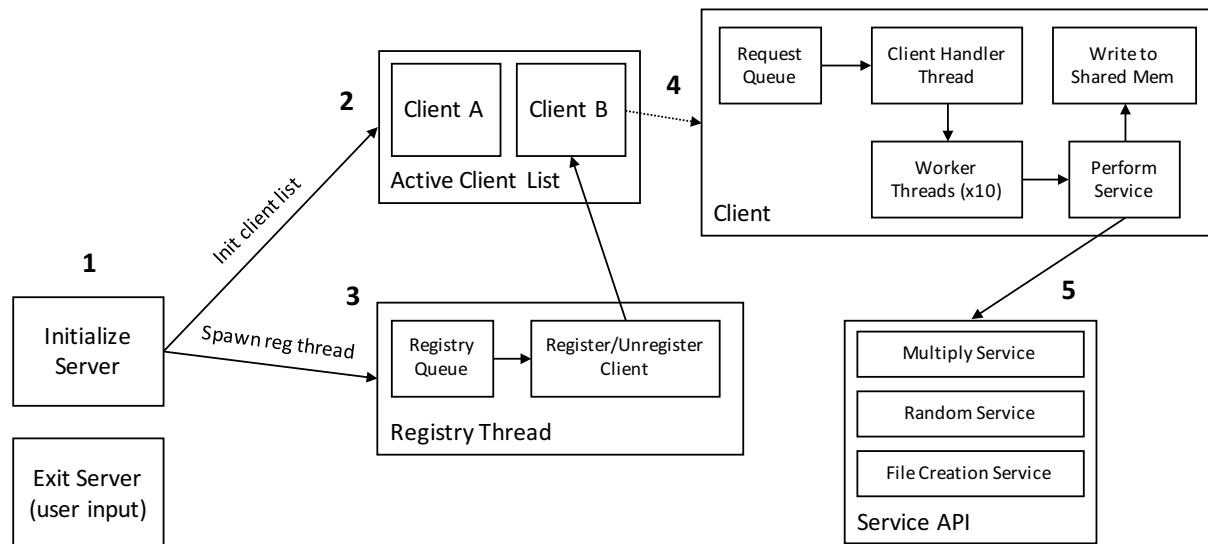 1
Initialize
Server
Exit Server
(user input)
Init client list
Spawn reg thread
2
Client A
Client B
Active Client List
3
Registry
Queue
Register/Unregister
Client
Registry Thread
4
Request
Queue
Client Handler
Thread
Write to
Shared Mem
Worker
Threads (x10)
Perform
Service
Client
5
Multiply Service
Random Service
File Creation Service
Service API